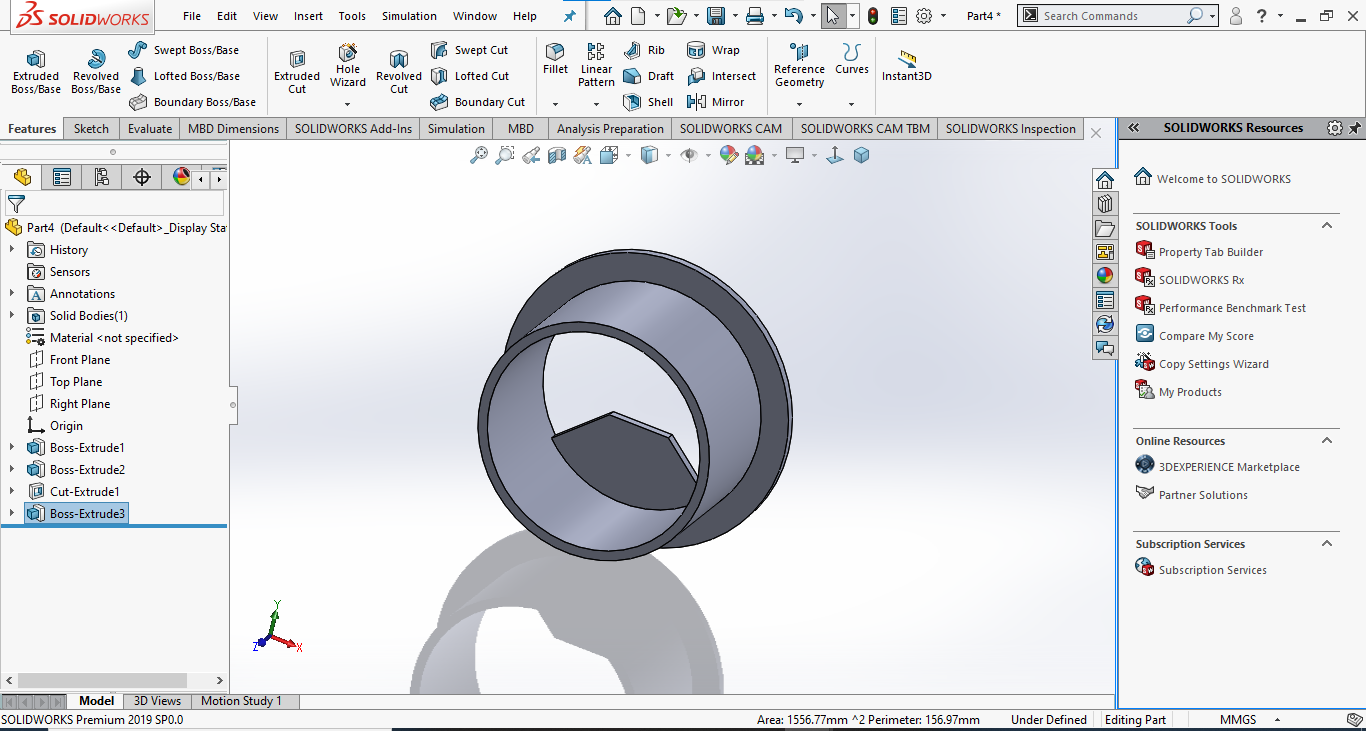 SOLIDWORKS File Edit View Insert Tools Simulation Window Help Part4 * Search Commands ?
Extruded Boss/Base
Revolved Boss/Base
Swept Boss/Base
Lofted Boss/Base
Boundary Boss/Base
Extruded Cut
Hole Wizard
Revolved Cut
Swept Cut
Lofted Cut
Boundary Cut
Fillet
Linear Pattern
Rib
Draft
Shell
Wrap
Intersect
Mirror
Reference Geometry
Curves
Instant3D
Features Sketch Evaluate MBD Dimensions SOLIDWORKS Add-Ins Simulation MBD Analysis Preparation SOLIDWORKS CAM SOLIDWORKS CAM TBM SOLIDWORKS Inspection
Part4 (Default<<Default>_Display Sta
History
Sensors
Annotations
Solid Bodies(1)
Material <not specified>
Front Plane
Top Plane
Right Plane
Origin
Boss-Extrude1
Boss-Extrude2
Cut-Extrude1
Boss-Extrude3
Y
Z
X
SOLIDWORKS Resources
Welcome to SOLIDWORKS
SOLIDWORKS Tools
Property Tab Builder
SOLIDWORKS Rx
Performance Benchmark Test
Compare My Score
Copy Settings Wizard
My Products
Online Resources
3DEXPERIENCE Marketplace
Partner Solutions
Subscription Services
Subscription Services
Model 3D Views Motion Study 1
SOLIDWORKS Premium 2019 SP0.0 Area: 1556.77mm ^2 Perimeter: 156.97mm Under Defined Editing Part MMGS